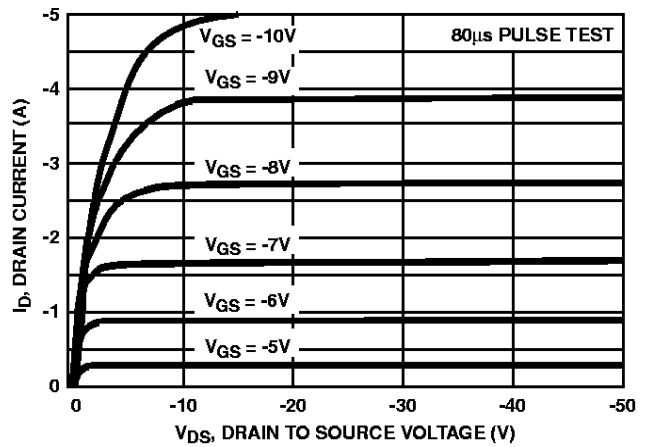 -5
-4
-3
-2
-1
0
I_D, DRAIN CURRENT (A)
80µs PULSE TEST
V_GS = -10V
V_GS = -9V
V_GS = -8V
V_GS = -7V
V_GS = -6V
V_GS = -5V
0 -10 -20 -30 -40 -50
V_DS, DRAIN TO SOURCE VOLTAGE (V)